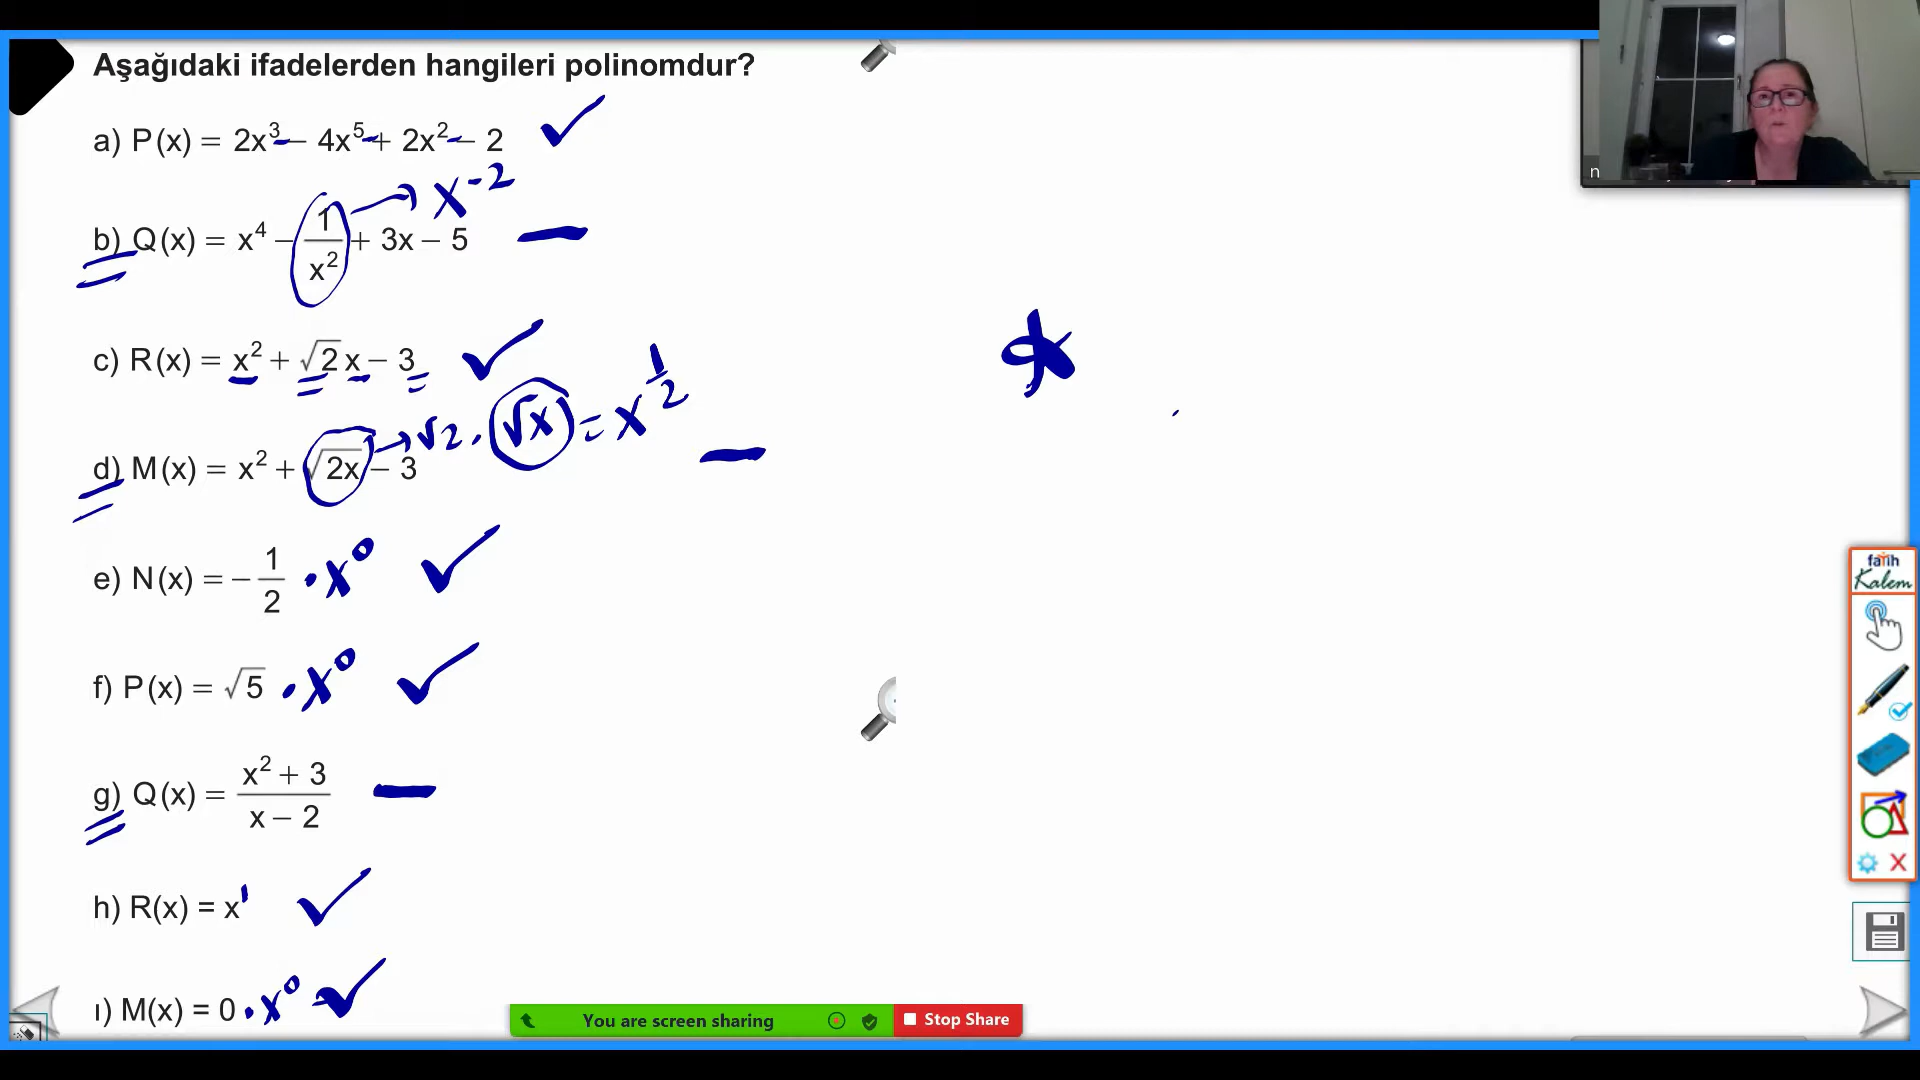 Aşağıdaki ifadelerden hangileri polinomdur?
a) P(x) = 2x³ − 4x⁵ + 2x² − 2 ✓
→ x⁻²
b) Q(x) = x⁴ − 1/x² + 3x − 5 —
c) R(x) = x² + √2 x − 3 ✓
→ √2 . √x = x^1/2
d) M(x) = x² + √2x − 3 —
e) N(x) = − 1/2 · x⁰ ✓
f) P(x) = √5 · x⁰ ✓
g) Q(x) = x² + 3 / x − 2 —
h) R(x) = x¹ ✓
ı) M(x) = 0 · x⁰ ✓
fatih
Kalem
n
You are screen sharing
Stop Share